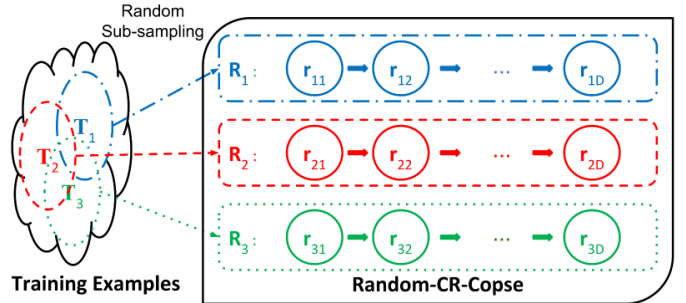 Random
Sub-sampling
T1
T2
T3
R1: r11 r12 ... r1D
R2: r21 r22 ... r2D
R3: r31 r32 ... r3D
Training Examples
Random-CR-Copse